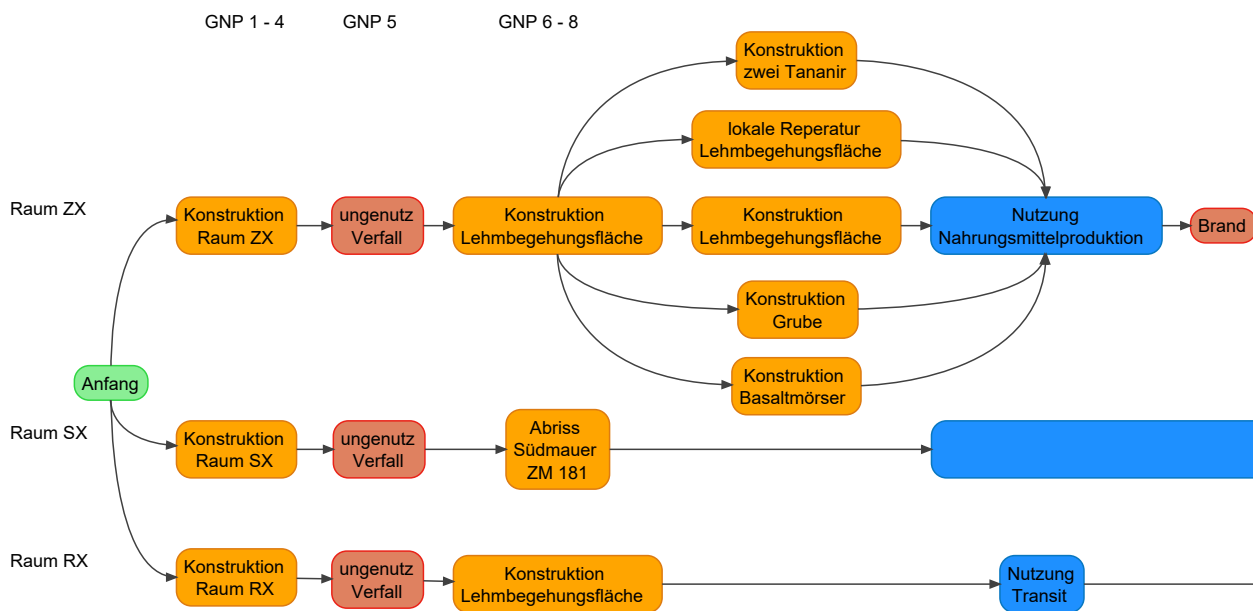 GNP 1 - 4
GNP 5
GNP 6 - 8
Konstruktion
zwei Tananir
lokale Reperatur
Lehmbegehungsfläche
Raum ZX
Konstruktion
Raum ZX
ungenutz
Verfall
Konstruktion
Lehmbegehungsfläche
Konstruktion
Lehmbegehungsfläche
Nutzung
Nahrungsmittelproduktion
Brand
Konstruktion
Grube
Anfang
Konstruktion
Basaltmörser
Raum SX
Konstruktion
Raum SX
ungenutz
Verfall
Abriss
Südmauer
ZM 181
Raum RX
Konstruktion
Raum RX
ungenutz
Verfall
Konstruktion
Lehmbegehungsfläche
Nutzung
Transit